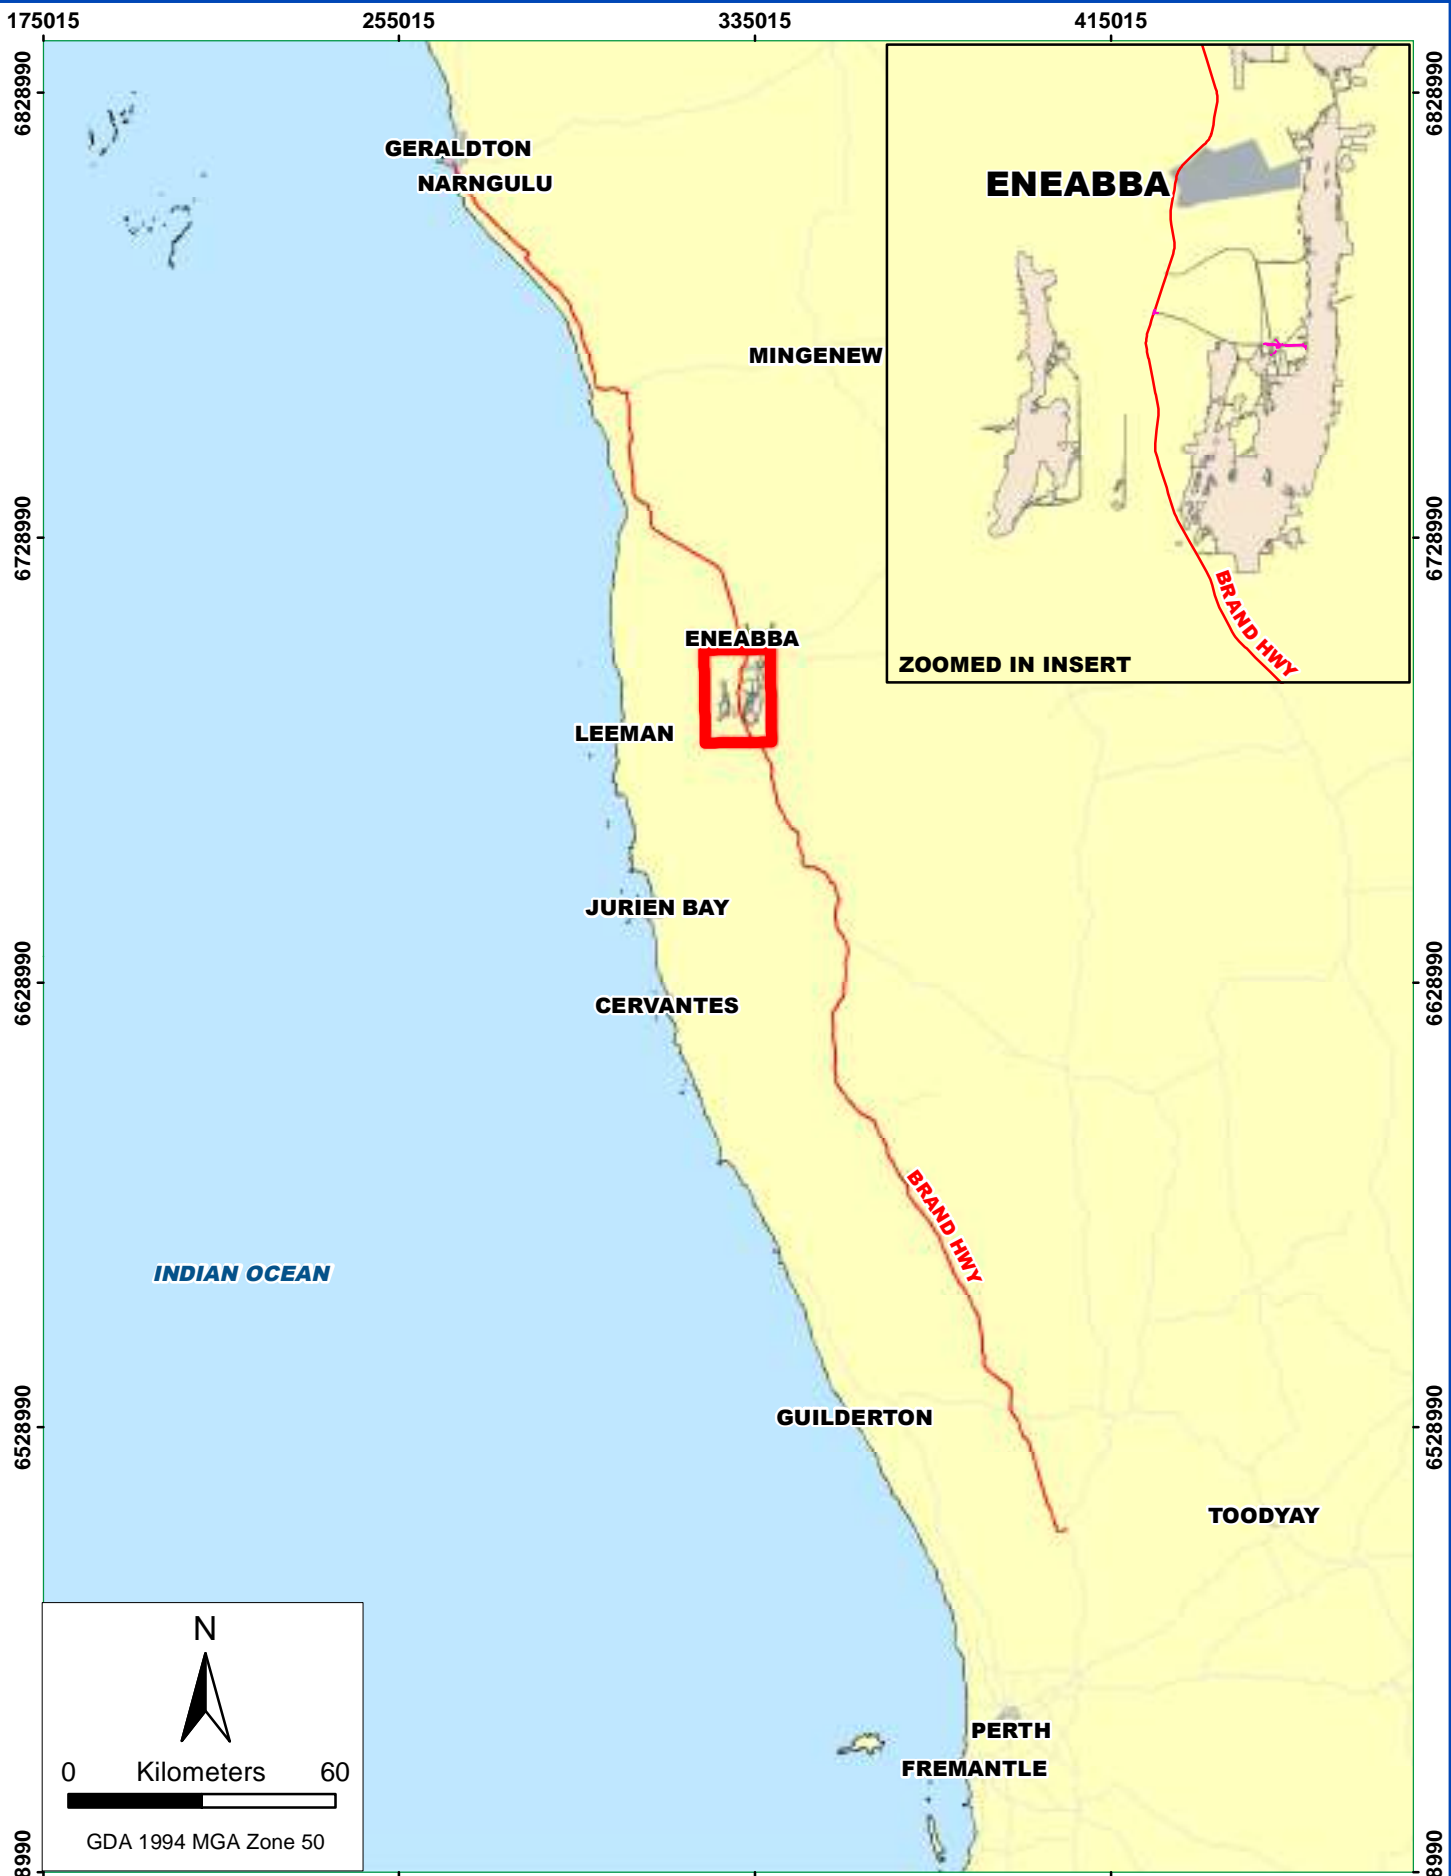 175015
255015
335015
415015
6828990
6828990
GERALDTON
NARNGULU
ENEABBA
MINGENEW
6728990
6728990
BRAND HWY
ZOOMED IN INSERT
ENEABBA
LEEMAN
JURIEN BAY
6628990
6628990
CERVANTES
BRAND HWY
INDIAN OCEAN
GUILDERTON
6528990
6528990
TOODYAY
N
0 Kilometers 60
GDA 1994 MGA Zone 50
PERTH
FREMANTLE